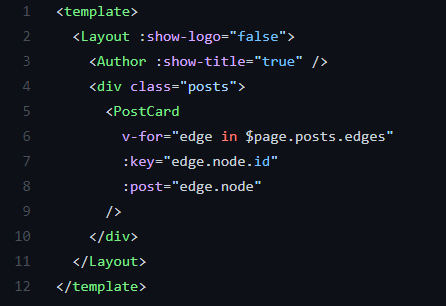 1 <template>
2   <Layout :show-logo="false">
3     <Author :show-title="true" />
4     <div class="posts">
5       <PostCard
6         v-for="edge in $page.posts.edges"
7         :key="edge.node.id"
8         :post="edge.node"
9       />
10     </div>
11   </Layout>
12 </template>